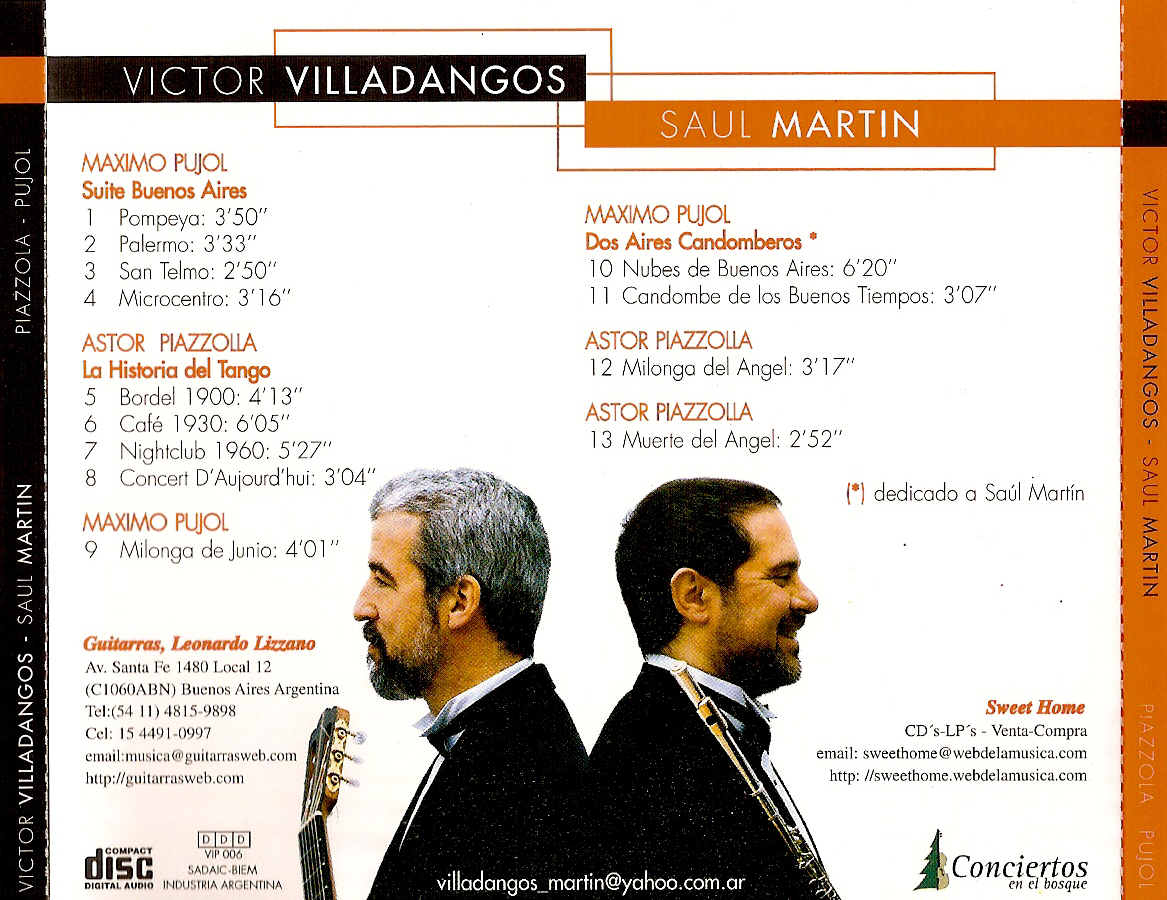 VICTOR VILLADANGOS
SAUL MARTIN
MAXIMO PUJOL
Suite Buenos Aires
1 Pompeya: 3'50"
2 Palermo: 3'33"
3 San Telmo: 2'50"
4 Microcentro: 3'16"
ASTOR PIAZZOLLA
La Historia del Tango
5 Bordel 1900: 4'13"
6 Café 1930: 6'05"
7 Nightclub 1960: 5'27"
8 Concert D'Aujourd'hui: 3'04"
MAXIMO PUJOL
9 Milonga de Junio: 4'01"
MAXIMO PUJOL
Dos Aires Candomberos *
10 Nubes de Buenos Aires: 6'20"
11 Candombe de los Buenos Tiempos: 3'07"
ASTOR PIAZZOLLA
12 Milonga del Angel: 3'17"
ASTOR PIAZZOLLA
13 Muerte del Angel: 2'52"
(*) dedicado a Saúl Martín
Guitarras, Leonardo Lizzano
Av. Santa Fe 1480 Local 12
(C1060ABN) Buenos Aires Argentina
Tel:(54 11) 4815-9898
Cel: 15 4491-0997
email:musica@guitarrasweb.com
http://guitarrasweb.com
Sweet Home
CD´s-LP´s - Venta-Compra
email: sweethome@webdelamusica.com
http: //sweethome.webdelamusica.com
COMPACT
disc
DIGITAL AUDIO
D D D
VIP 006
SADAIC-BIEM
INDUSTRIA ARGENTINA
villadangos_martin@yahoo.com.ar
Conciertos
en el bosque
VICTOR VILLADANGOS - SAUL MARTIN PIAZZOLA - PUJOL
VICTOR VILLADANGOS - SAUL MARTIN PIAZZOLA - PUJOL